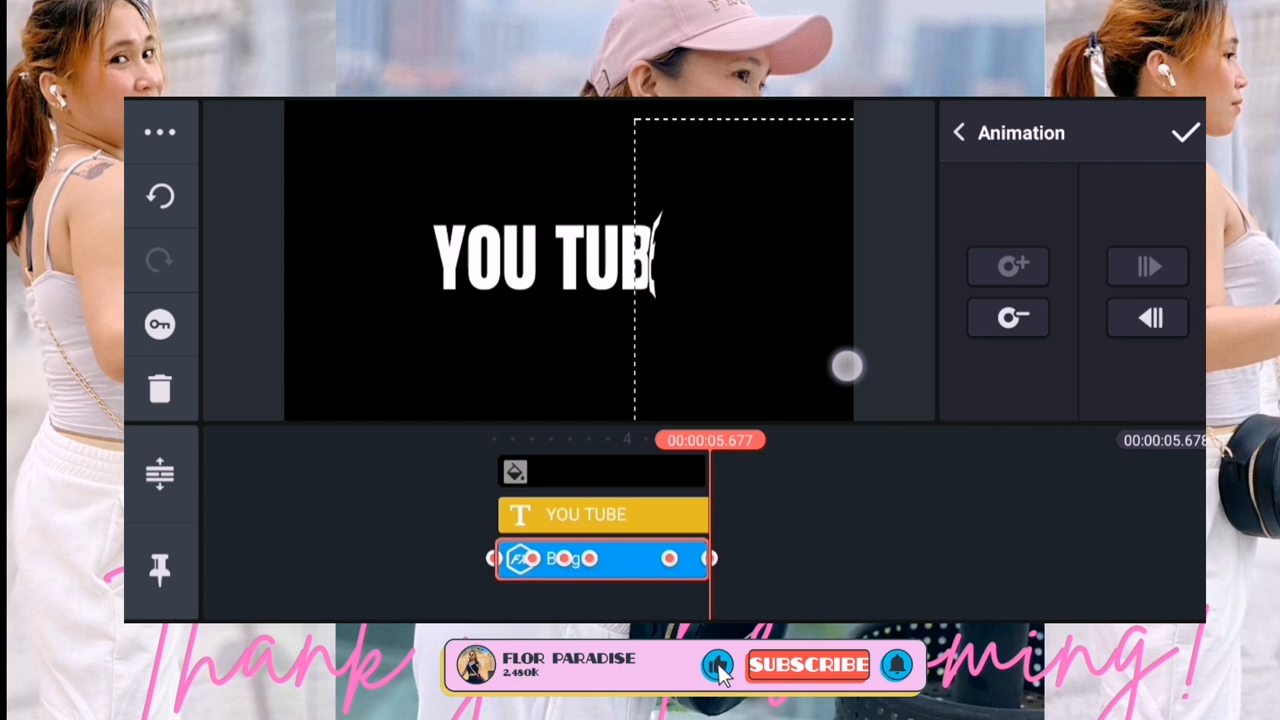 Animation
YOU TUBE
4
00:00:05.677
00:00:05.678
T YOU TUBE
Thank
ming!
FLOR PARADISE
2,480K
SUBSCRIBE